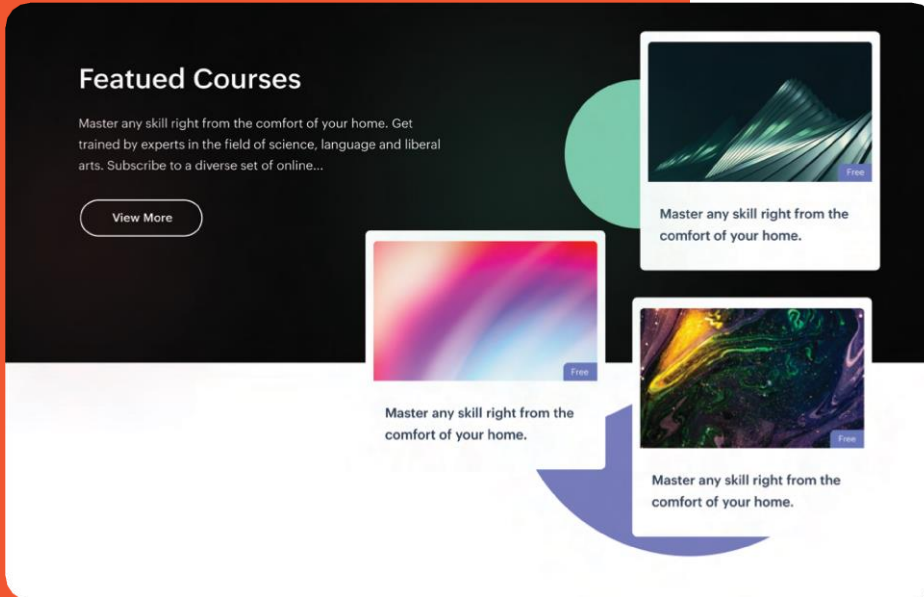 Featued Courses
Master any skill right from the comfort of your home. Get
trained by experts in the field of science, language and liberal
arts. Subscribe to a diverse set of online...
View More
Free
Master any skill right from the
comfort of your home.
Free
Master any skill right from the
comfort of your home.
Free
Master any skill right from the
comfort of your home.